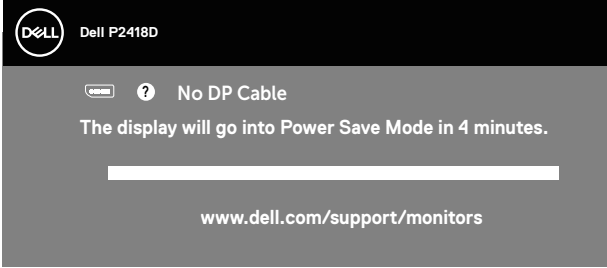 DELL
Dell P2418D
? No DP Cable
The display will go into Power Save Mode in 4 minutes.
www.dell.com/support/monitors